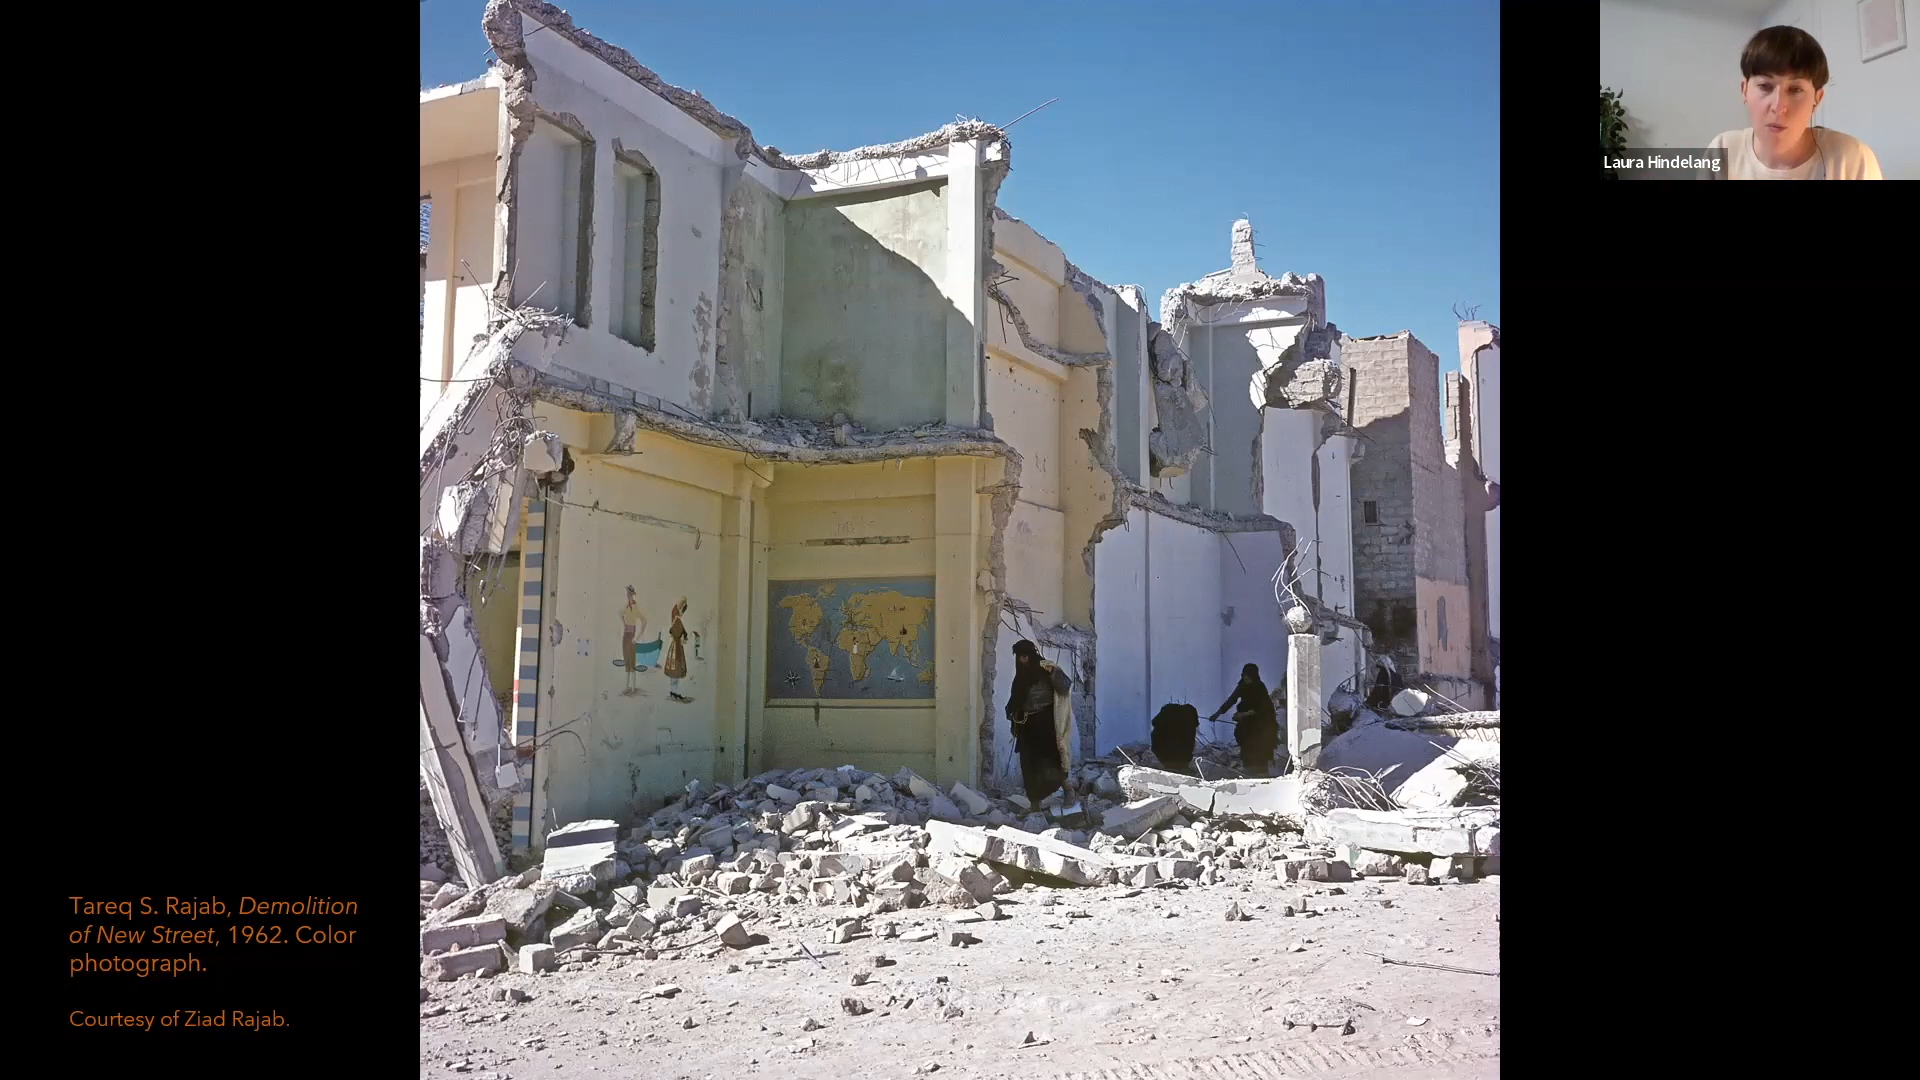 Laura Hindelang
Tareq S. Rajab, Demolition
of New Street, 1962. Color
photograph.
Courtesy of Ziad Rajab.